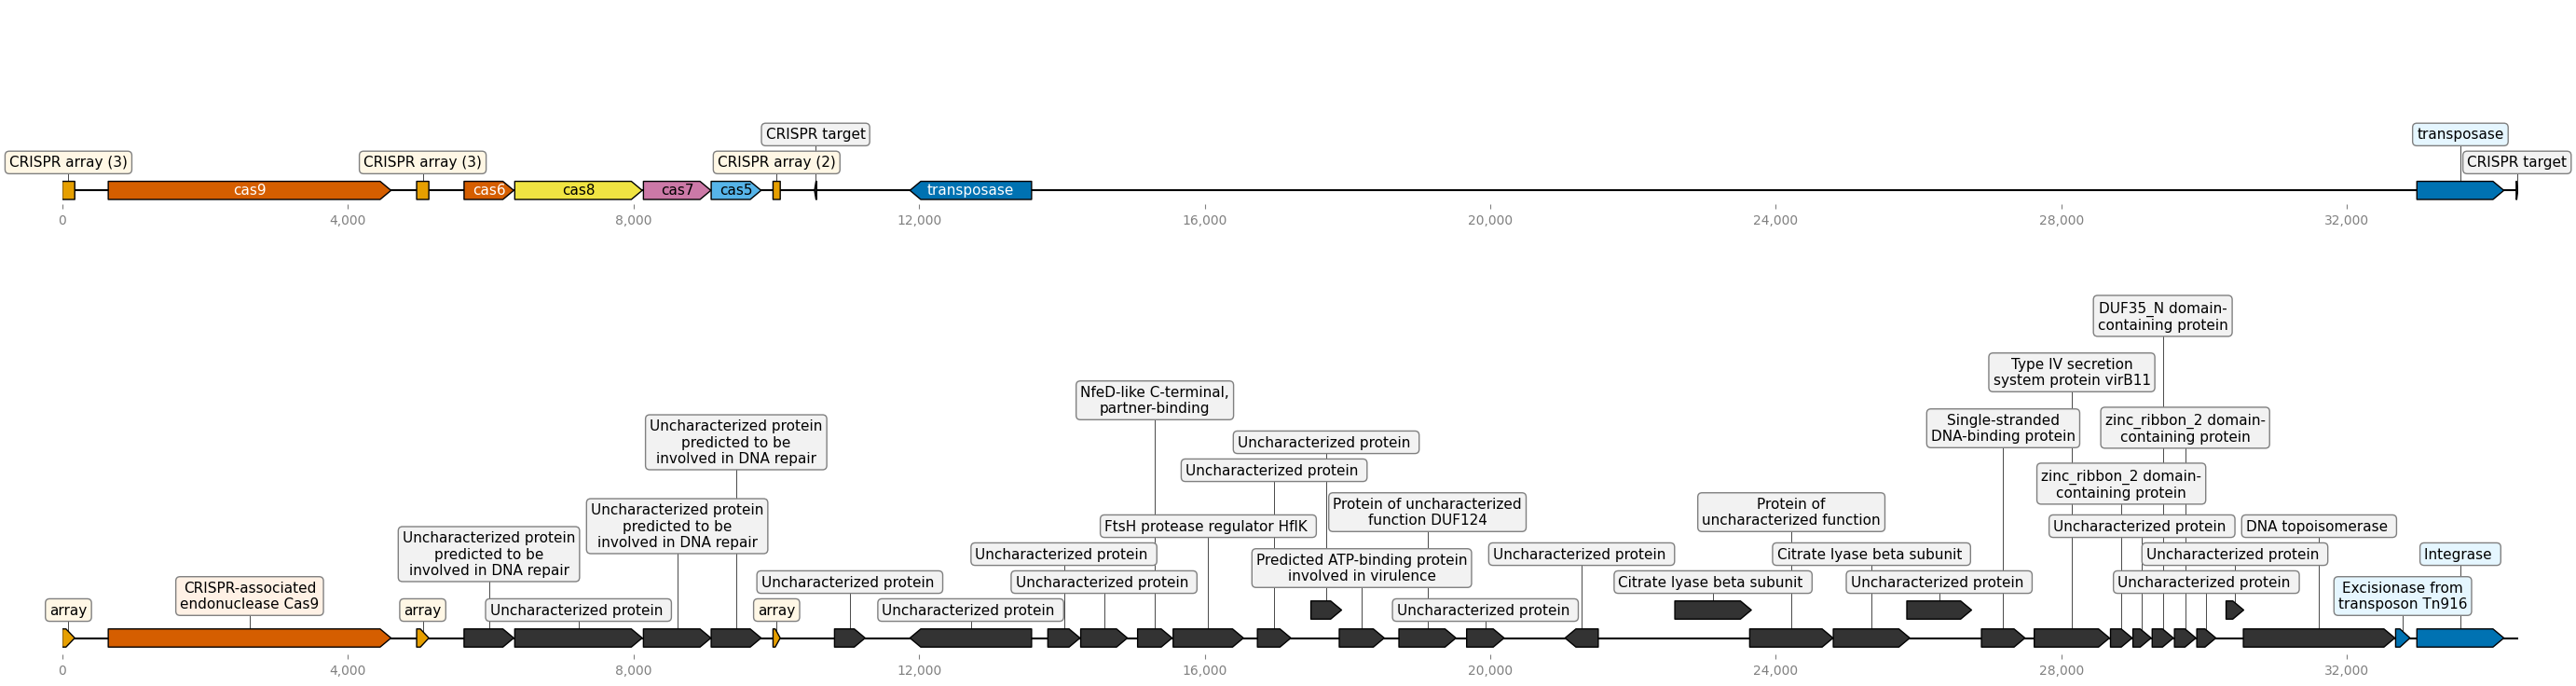 CRISPR target
transposase
CRISPR array (3)
CRISPR array (3)
CRISPR array (2)
CRISPR target
cas9
cas6
cas8
cas7
cas5
transposase
0
4,000
8,000
12,000
16,000
20,000
24,000
28,000
32,000
DUF35_N domain-
containing protein
Type IV secretion
system protein virB11
NfeD-like C-terminal,
partner-binding
Single-stranded
DNA-binding protein
zinc_ribbon_2 domain-
containing protein
Uncharacterized protein
predicted to be
involved in DNA repair
Uncharacterized protein
Uncharacterized protein
zinc_ribbon_2 domain-
containing protein
Uncharacterized protein
predicted to be
involved in DNA repair
Protein of uncharacterized
function DUF124
Protein of
uncharacterized function
FtsH protease regulator HflK
Uncharacterized protein
DNA topoisomerase
Uncharacterized protein
predicted to be
involved in DNA repair
Uncharacterized protein
Predicted ATP-binding protein
involved in virulence
Uncharacterized protein
Citrate lyase beta subunit
Uncharacterized protein
Integrase
CRISPR-associated
endonuclease Cas9
Uncharacterized protein
Uncharacterized protein
Citrate lyase beta subunit
Uncharacterized protein
Uncharacterized protein
Excisionase from
transposon Tn916
array
array
Uncharacterized protein
array
Uncharacterized protein
Uncharacterized protein
0
4,000
8,000
12,000
16,000
20,000
24,000
28,000
32,000